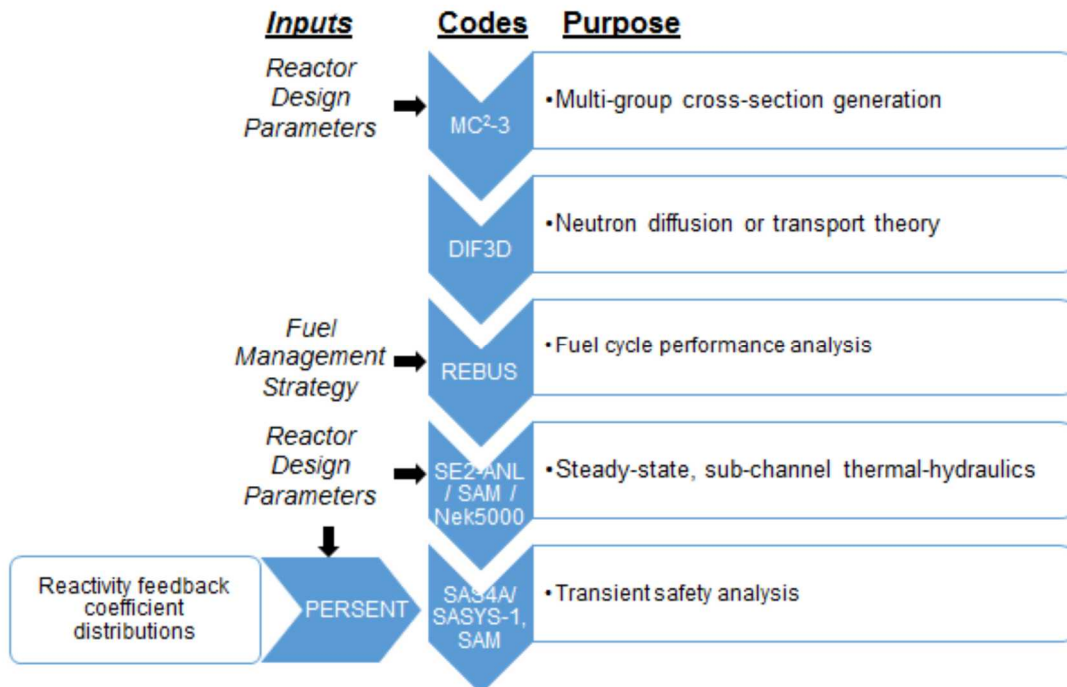 Inputs Codes Purpose
Reactor
Design
Parameters
MC²-3
•Multi-group cross-section generation
DIF3D
•Neutron diffusion or transport theory
Fuel
Management
Strategy
REBUS
•Fuel cycle performance analysis
Reactor
Design
Parameters
SE2-ANL
/ SAM /
Nek5000
•Steady-state, sub-channel thermal-hydraulics
Reactivity feedback
coefficient
distributions
PERSENT
SAS4A/
SASYS-1,
SAM
•Transient safety analysis